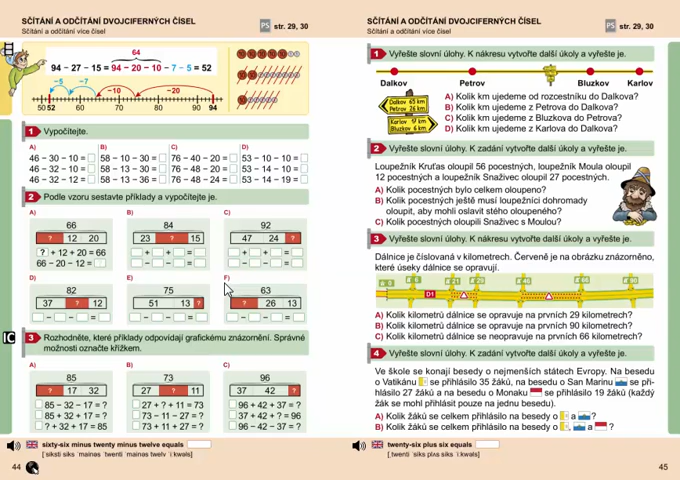 SČÍTÁNÍ A ODČÍTÁNÍ DVOJCIFERNÝCH ČÍSEL
Sčítání a odčítání více čísel
PS str. 29, 30
64
94 – 27 – 15 = 94 – 20 – 10 – 7 – 5 = 52
–5 –7 –10 –20
50 52 65 75 94
1 Vypočítejte.
A) B) C) D)
46 – 30 – 10 = 58 – 10 – 30 = 76 – 40 – 20 = 53 – 10 – 10 =
46 – 32 – 10 = 58 – 13 – 30 = 76 – 48 – 20 = 53 – 14 – 10 =
46 – 32 – 12 = 58 – 13 – 36 = 76 – 48 – 24 = 53 – 14 – 19 =
2 Podle vzoru sestavte příklady a vypočítejte je.
A) B) C)
66 84 92
? 12 20 23 ? 15 47 24 ?
? + 12 + 20 = 66 + + = + + =
66 – 20 – 12 = ? – – = – – =
D) E) F)
82 75 63
37 ? 12 51 13 ? ? 26 13
– – = – – = – – =
3 Rozhodněte, které příklady odpovídají grafickému znázornění. Správné
možnosti označte křížkem.
A) B) C)
85 73 96
? 17 32 27 ? 11 37 42 ?
85 – 32 – 17 = ? 27 + ? + 11 = 73 96 + 42 + 37 = ?
85 + 32 + 17 = ? 73 – 11 – 27 = ? 37 + 42 + ? = 96
? + 32 + 17 = 85 73 + 11 + 27 = ? 96 – 42 – 37 = ?
sixty-six minus twenty minus twelve equals
44
SČÍTÁNÍ A ODČÍTÁNÍ DVOJCIFERNÝCH ČÍSEL
Sčítání a odčítání více čísel
PS str. 29, 30
1 Vyřešte slovní úlohy. K nákresu vytvořte další úkoly a vyřešte je.
Dalkov Petrov Bluzkov Karlov
Dalkov 65 km
Petrov 26 km
Karlov 17 km
Bluzkov 6 km
A) Kolik km ujedeme od rozcestníku do Dalkova?
B) Kolik km ujedeme z Petrova do Dalkova?
C) Kolik km ujedeme z Bluzkova do Petrova?
D) Kolik km ujedeme z Karlova do Dalkova?
2 Vyřešte slovní úlohy. K zadání vytvořte další úkoly a vyřešte je.
Loupežník Kruťas oloupil 56 pocestných, loupežník Moula oloupil
12 pocestných a loupežník Snaživec oloupil 27 pocestných.
A) Kolik pocestných bylo celkem oloupeno?
B) Kolik pocestných ještě musí loupežníci dohromady
oloupit, aby mohli oslavit stého oloupeného?
C) Kolik pocestných oloupili Snaživec s Moulou?
3 Vyřešte slovní úlohy. K nákresu vytvořte další úkoly a vyřešte je.
Dálnice je číslovaná v kilometrech. Červeně je na obrázku znázorněno,
které úseky dálnice se opravují.
D1
A) Kolik kilometrů dálnice se opravuje na prvních 29 kilometrech?
B) Kolik kilometrů dálnice se opravuje na prvních 90 kilometrech?
C) Kolik kilometrů dálnice se neopravuje na prvních 66 kilometrech?
4 Vyřešte slovní úlohy. K zadání vytvořte další úkoly a vyřešte je.
Ve škole se konají besedy o nejmenších státech Evropy. Na besedu
o Vatikánu se přihlásilo 35 žáků, na besedu o San Marinu se při-
hlásilo 27 žáků a na besedu o Monaku se přihlásilo 19 žáků (každý
žák se mohl přihlásit pouze na jednu besedu).
A) Kolik žáků se celkem přihlásilo na besedy o a ?
B) Kolik žáků se celkem přihlásilo na besedy o , a ?
twenty-six plus six equals
45